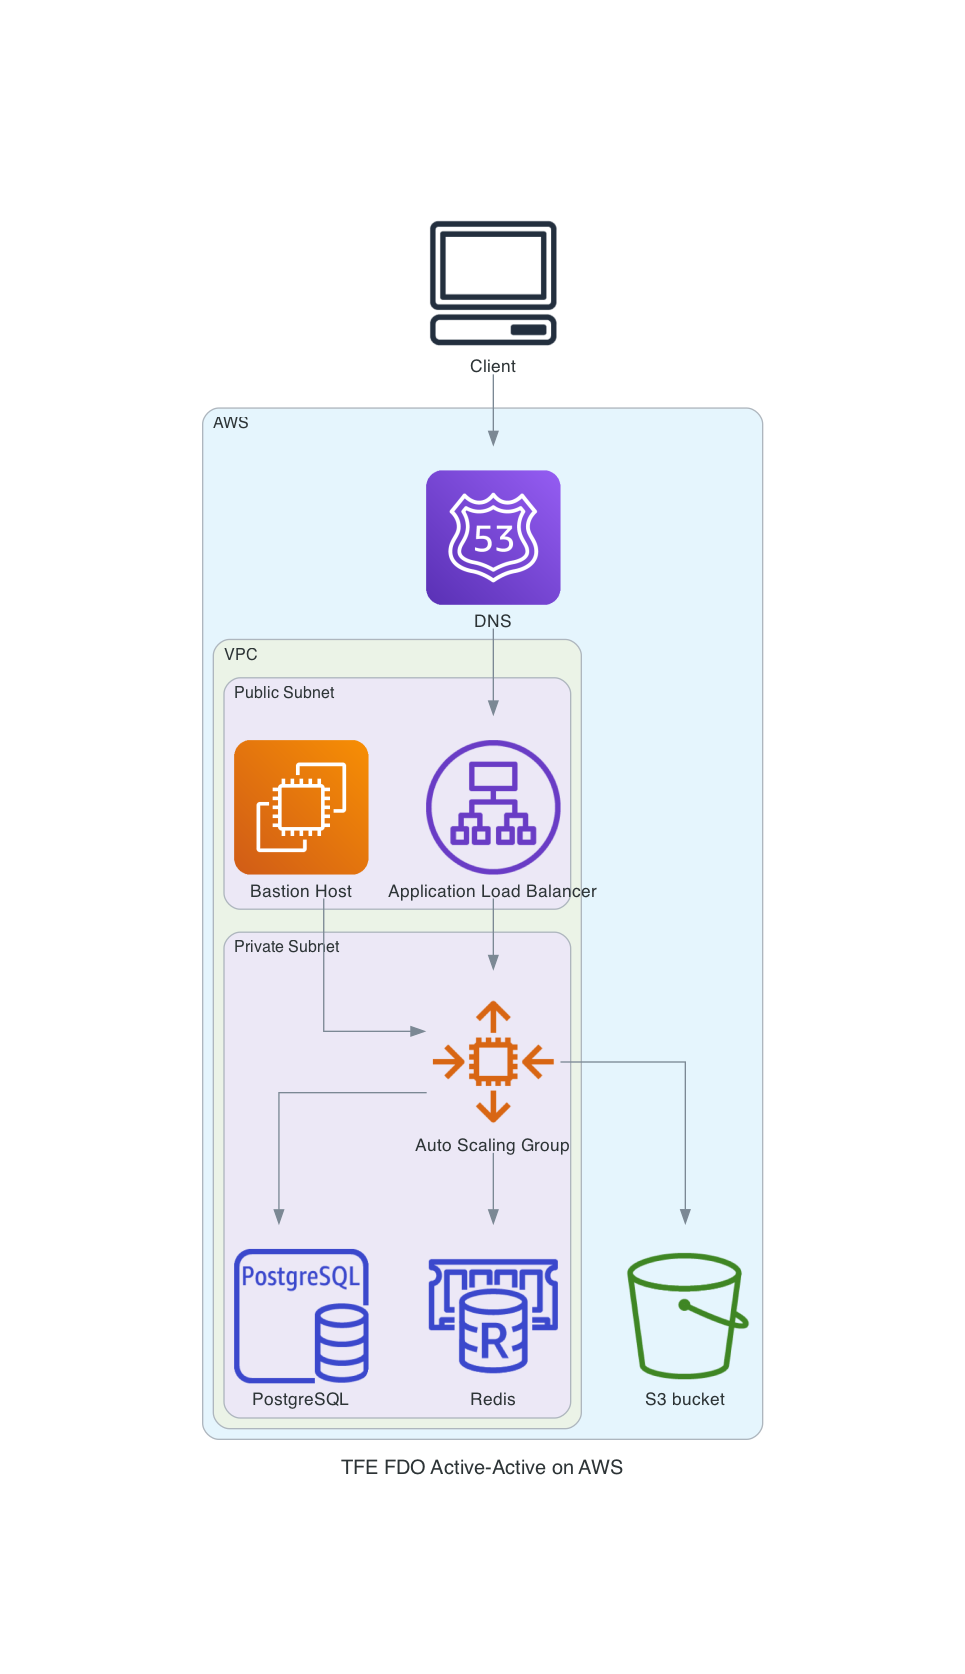 Client
AWS
53
DNS
VPC
Public Subnet
Bastion Host
Application Load Balancer
Private Subnet
Auto Scaling Group
PostgreSQL
R
PostgreSQL
Redis
S3 bucket
TFE FDO Active-Active on AWS